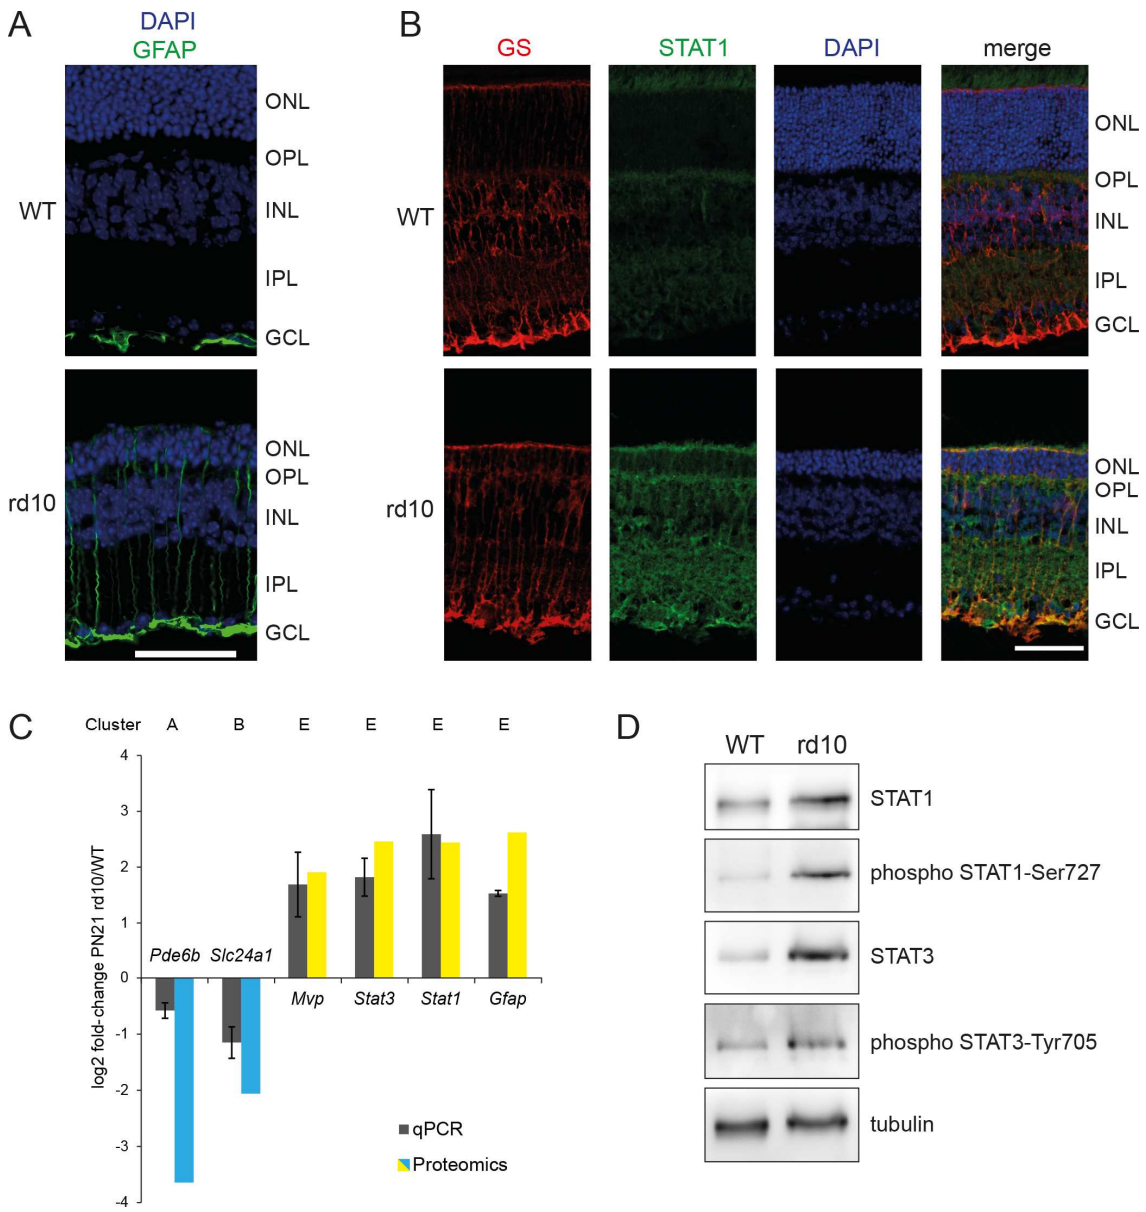 A
DAPI
GFAP
WT
ONL
OPL
INL
IPL
GCL
rd10
ONL
OPL
INL
IPL
GCL
B
GS STAT1 DAPI merge
WT
ONL
OPL
INL
IPL
GCL
rd10
ONL
OPL
INL
IPL
GCL
C
Cluster A B E E E E
log2 fold-change PN21 rd10/WT
4
3
2
1
0
-1
-2
-3
-4
Pde6b Slc24a1
Mvp Stat3 Stat1 Gfap
qPCR
Proteomics
D
WT rd10
STAT1
phospho STAT1-Ser727
STAT3
phospho STAT3-Tyr705
tubulin